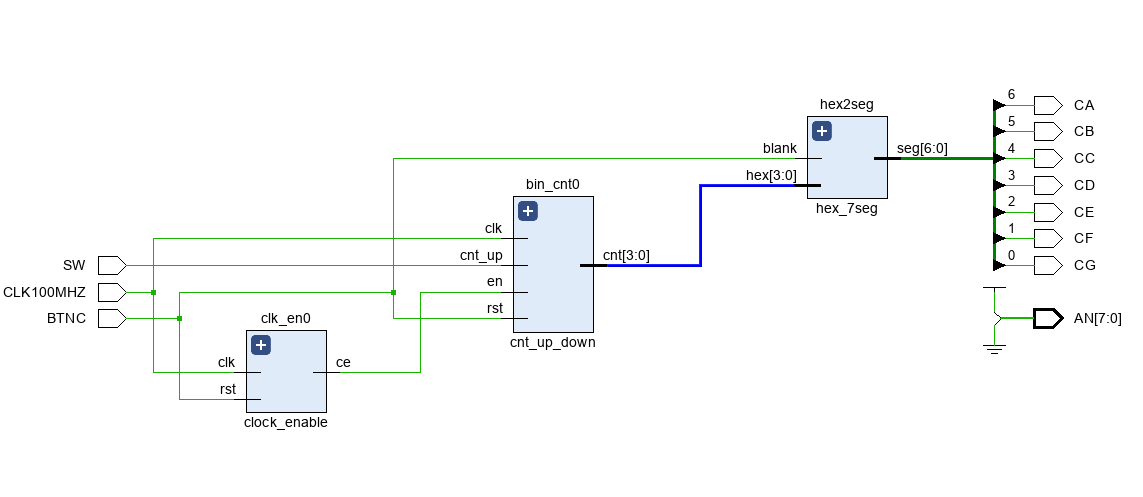 hex2seg
blank
hex[3:0]
seg[6:0]
hex_7seg
6
CA
5
CB
4
CC
3
CD
2
CE
1
CF
0
CG
AN[7:0]
bin_cnt0
clk
cnt_up
en
rst
cnt[3:0]
cnt_up_down
SW
CLK100MHZ
BTNC
clk_en0
clk
rst
ce
clock_enable